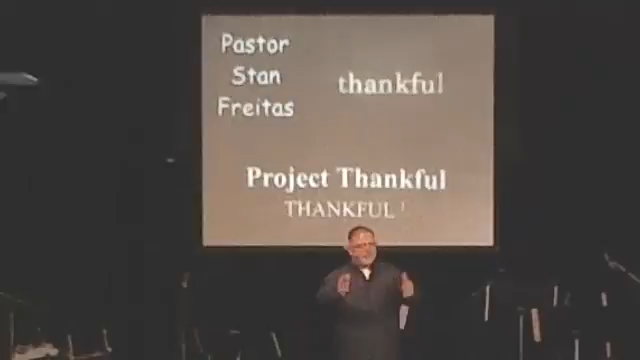 Pastor
Stan
Freitas
thankful
Project Thankful
THANKFUL !